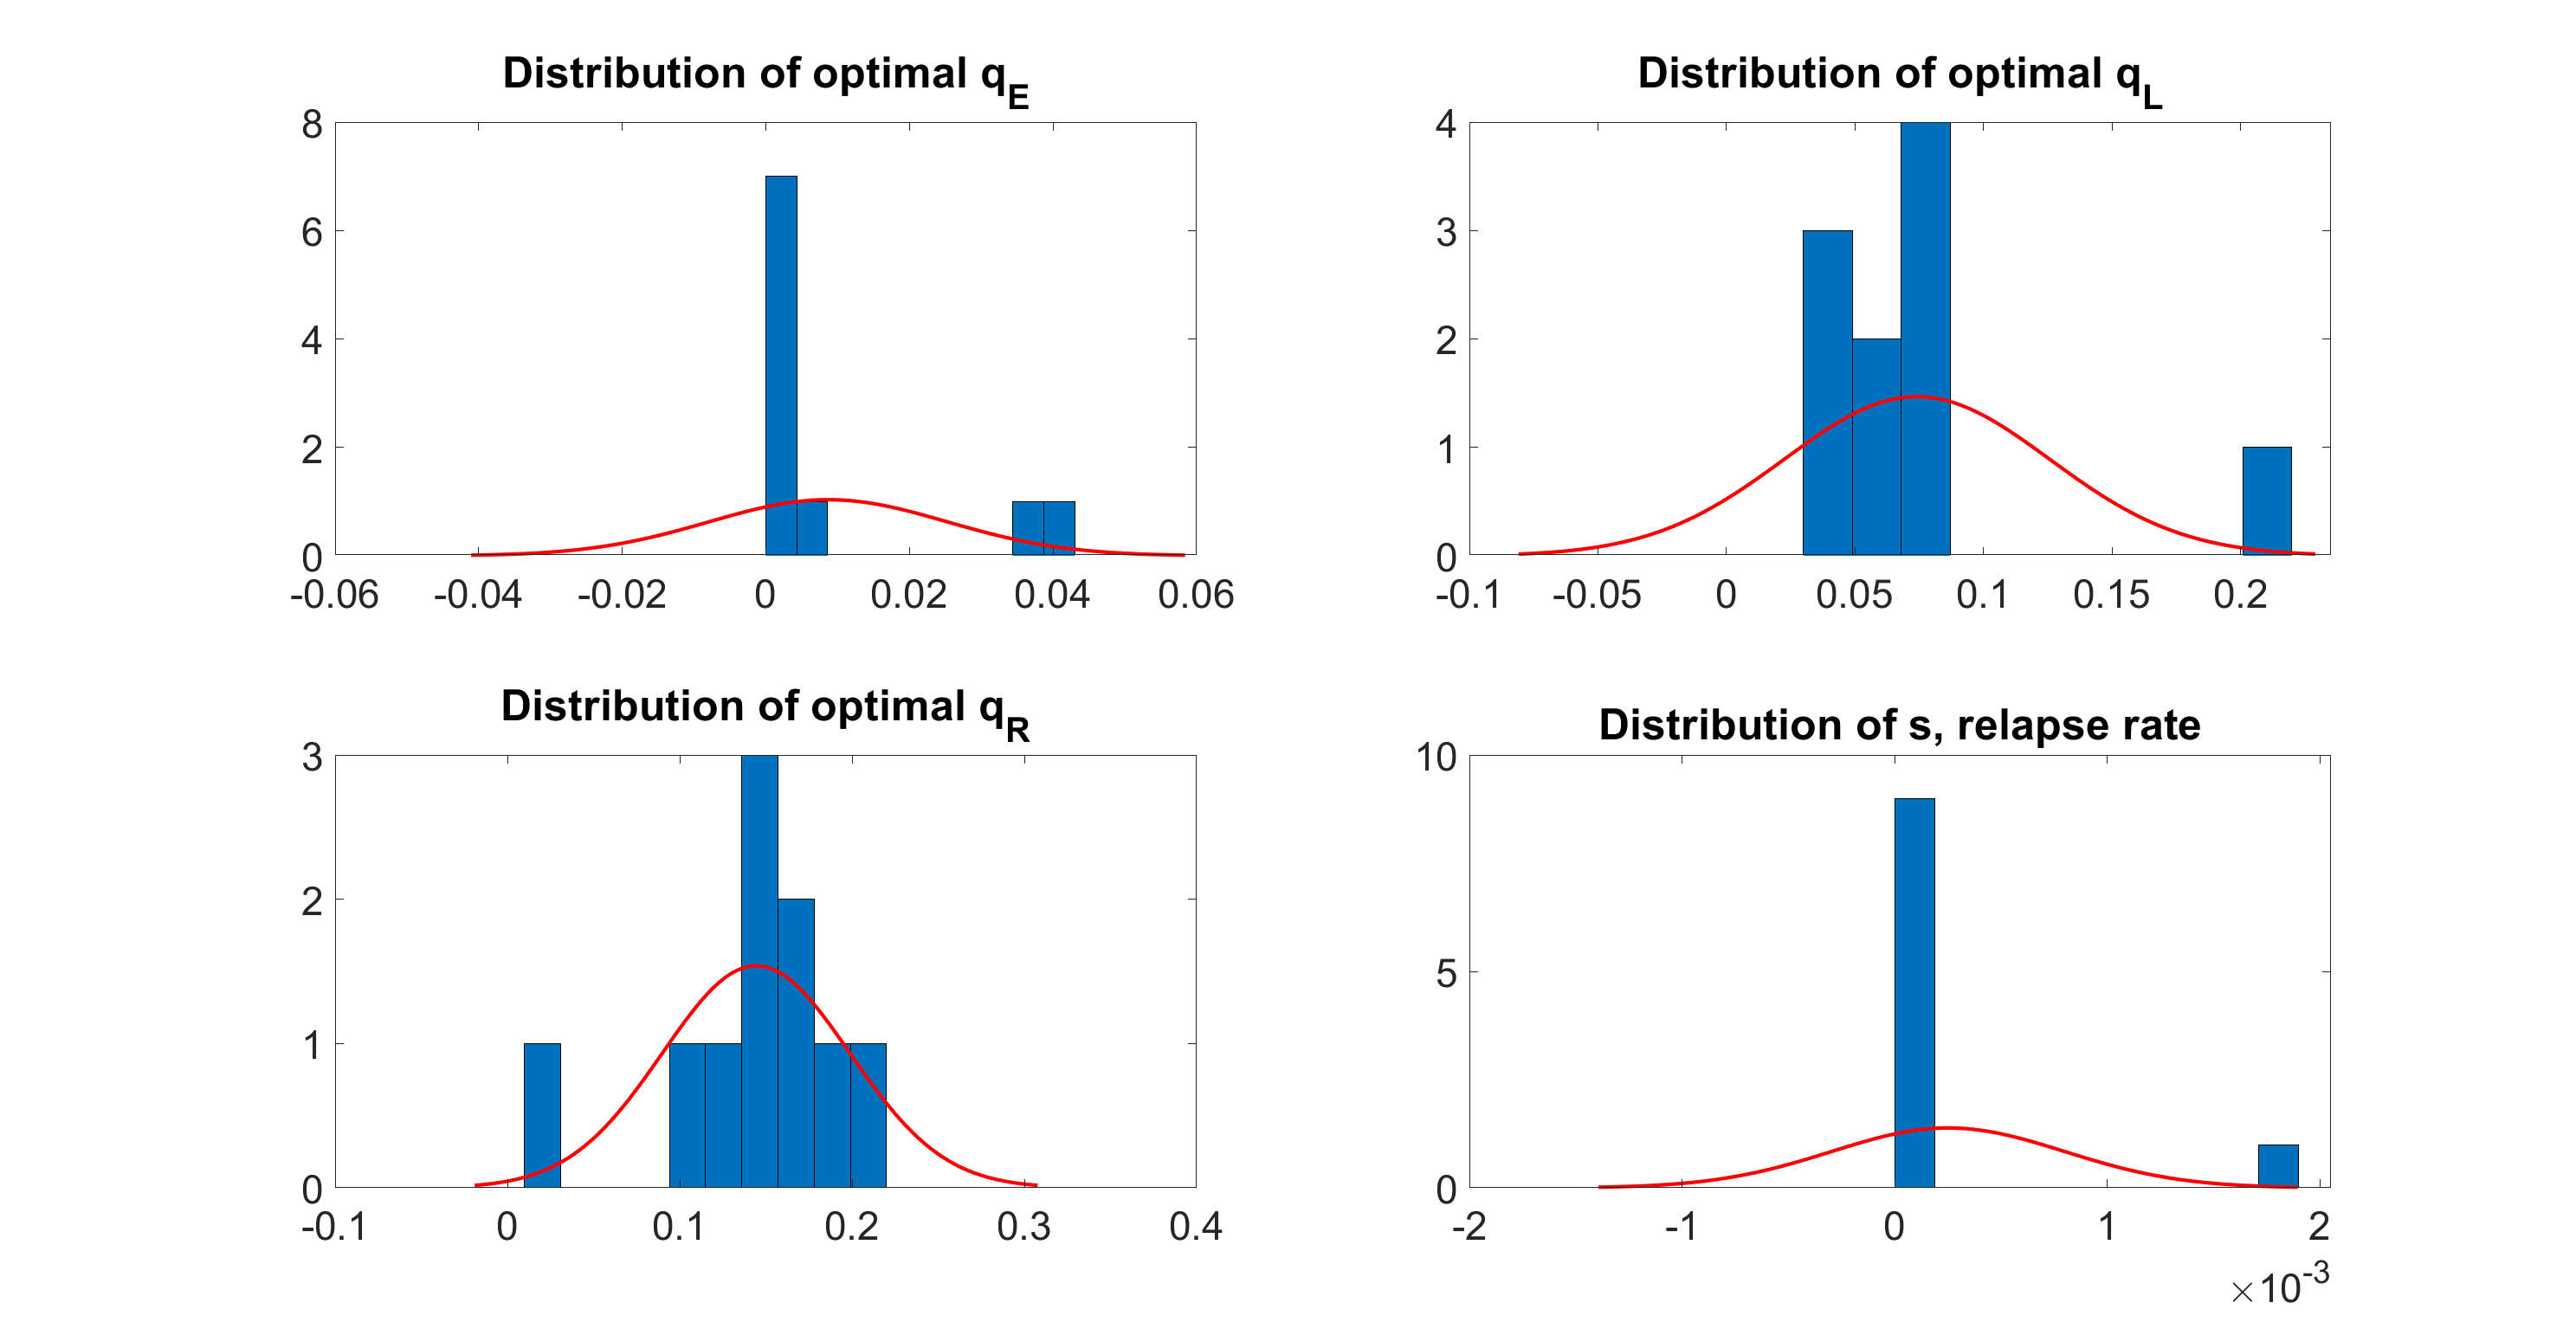 Distribution of optimal q_E
8
6
4
2
0
-0.06 -0.04 -0.02 0 0.02 0.04 0.06
Distribution of optimal q_L
4
3
2
1
0
-0.1 -0.05 0 0.05 0.1 0.15 0.2
Distribution of optimal q_R
3
2
1
0
-0.1 0 0.1 0.2 0.3 0.4
Distribution of s, relapse rate
10
5
0
-2 -1 0 1 2
×10^-3